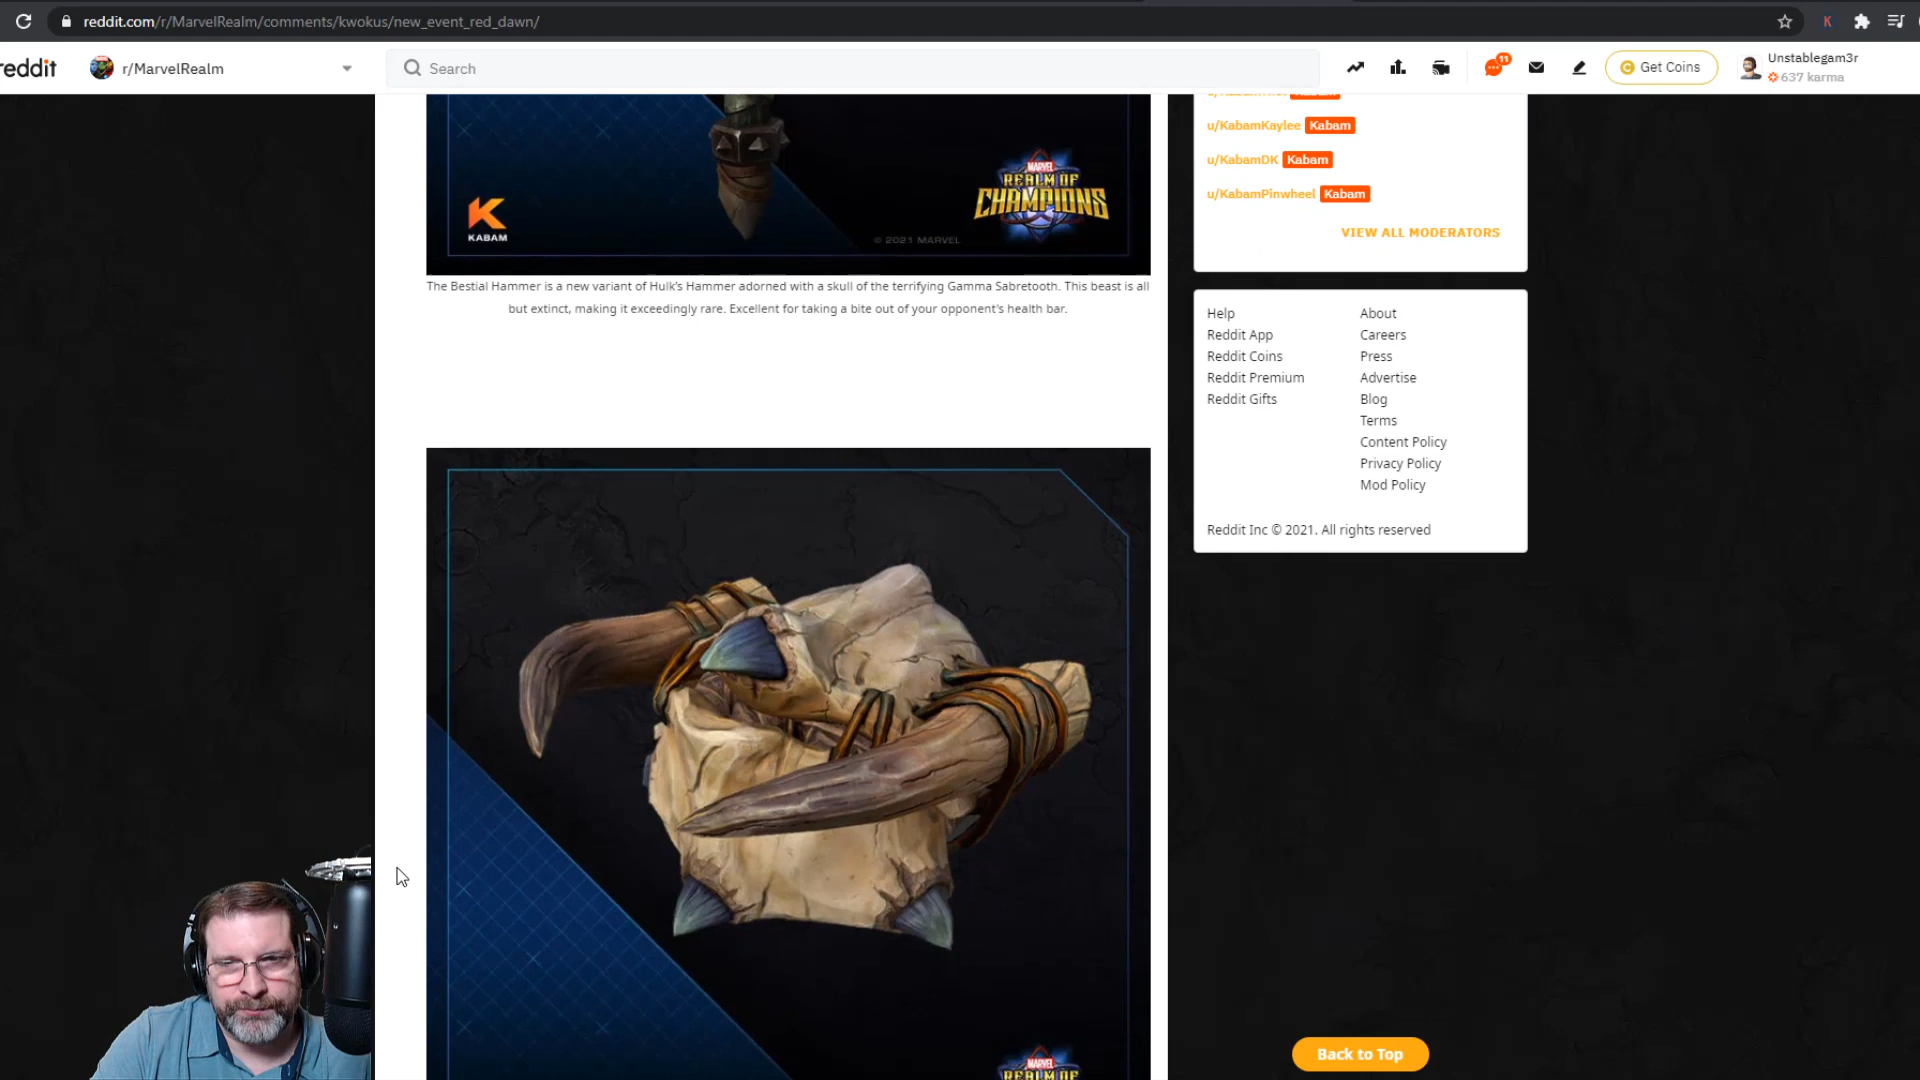 reddit.com/r/MarvelRealm/comments/kwokus/new_event_red_dawn/
K
reddit
r/MarvelRealm
Search
11
Get Coins
Unstablegam3r
637 karma
u/KabamKaylee Kabam
u/KabamDK Kabam
u/KabamPinwheel Kabam
VIEW ALL MODERATORS
MARVEL
REALM OF
CHAMPIONS
K
KABAM
© 2021 MARVEL
The Bestial Hammer is a new variant of Hulk's Hammer adorned with a skull of the terrifying Gamma Sabretooth. This beast is all
but extinct, making it exceedingly rare. Excellent for taking a bite out of your opponent's health bar.
Help
About
Reddit App
Careers
Reddit Coins
Press
Reddit Premium
Advertise
Reddit Gifts
Blog
Terms
Content Policy
Privacy Policy
Mod Policy
Reddit Inc © 2021. All rights reserved
MARVEL
REALM OF
Back to Top